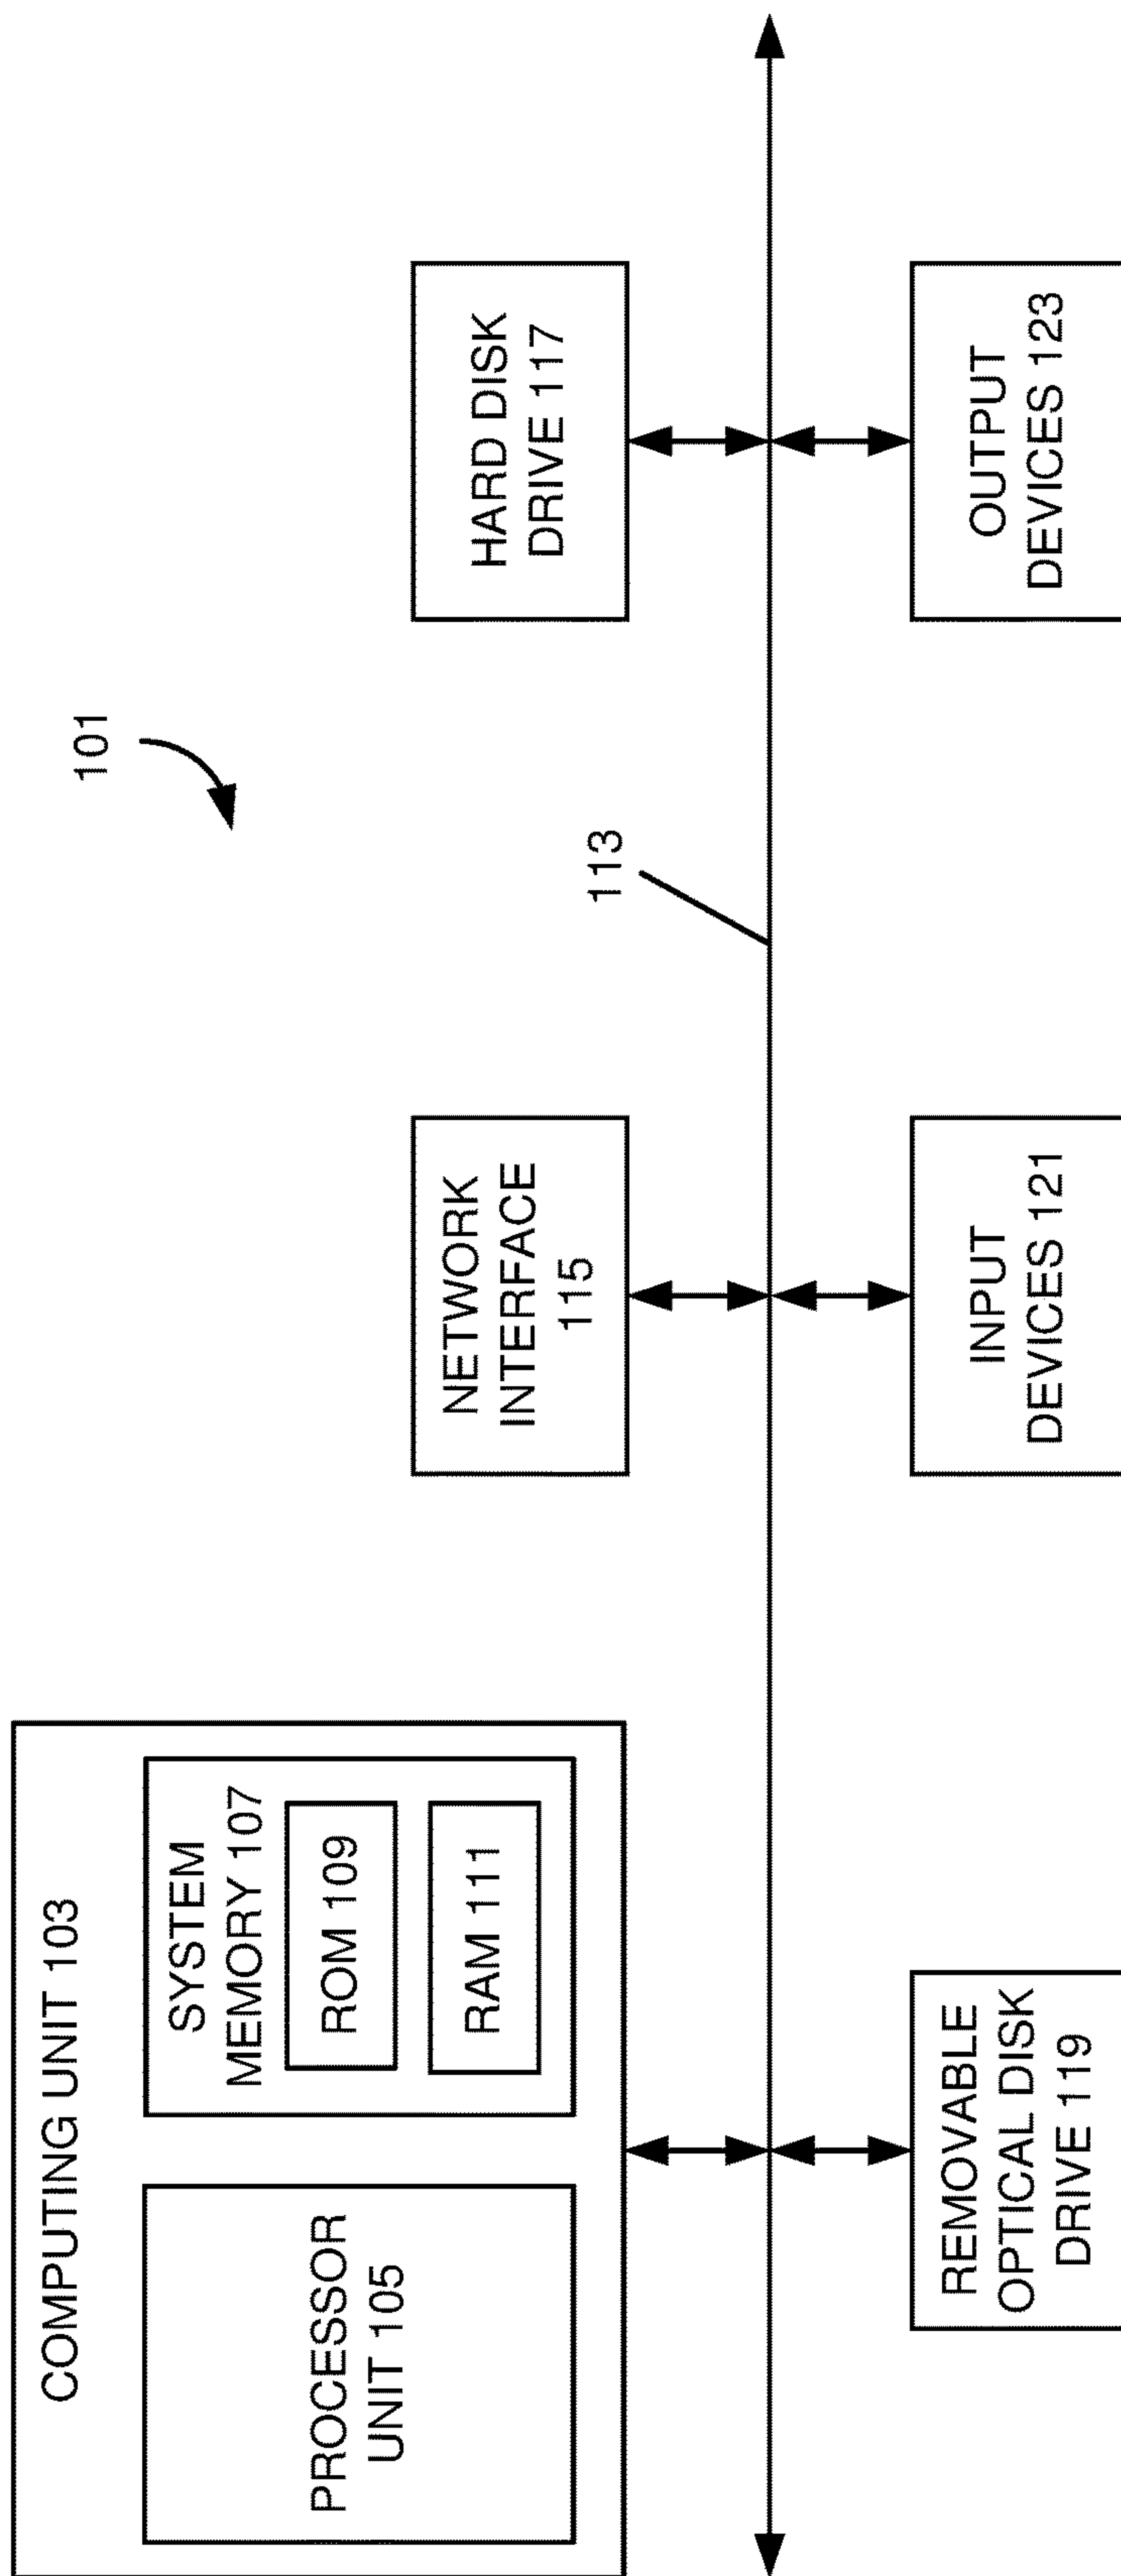 101
COMPUTING UNIT 103
PROCESSOR
UNIT 105
SYSTEM
MEMORY 107
ROM 109
RAM 111
NETWORK
INTERFACE
115
HARD DISK
DRIVE 117
113
REMOVABLE
OPTICAL DISK
DRIVE 119
INPUT
DEVICES 121
OUTPUT
DEVICES 123